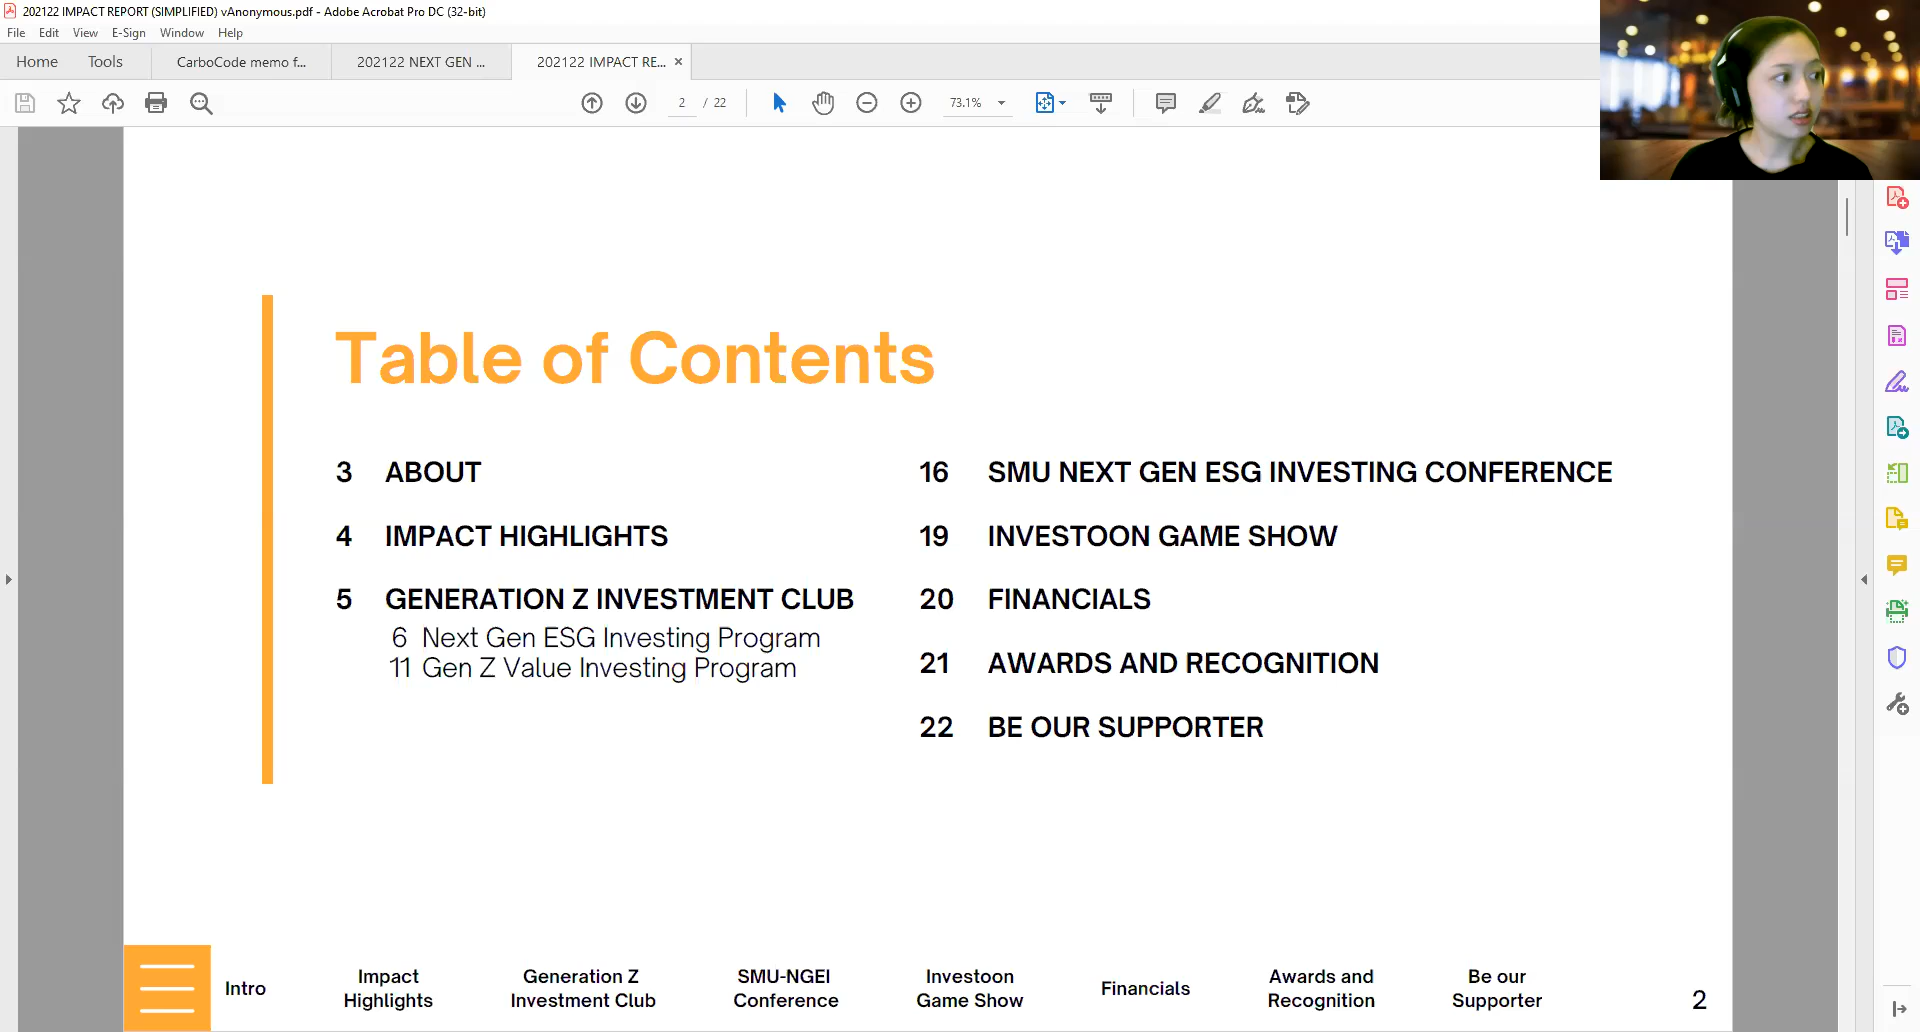 202122 IMPACT REPORT (SIMPLIFIED) vAnonymous.pdf - Adobe Acrobat Pro DC (32-bit)
File Edit View E-Sign Window Help
Home Tools CarboCode memo f... 202122 NEXT GEN ... 202122 IMPACT RE...
2 / 22 73.1%
Table of Contents
3 ABOUT
4 IMPACT HIGHLIGHTS
5 GENERATION Z INVESTMENT CLUB
6 Next Gen ESG Investing Program
11 Gen Z Value Investing Program
16 SMU NEXT GEN ESG INVESTING CONFERENCE
19 INVESTOON GAME SHOW
20 FINANCIALS
21 AWARDS AND RECOGNITION
22 BE OUR SUPPORTER
Intro
Impact
Highlights
Generation Z
Investment Club
SMU-NGEI
Conference
Investoon
Game Show
Financials
Awards and
Recognition
Be our
Supporter
2